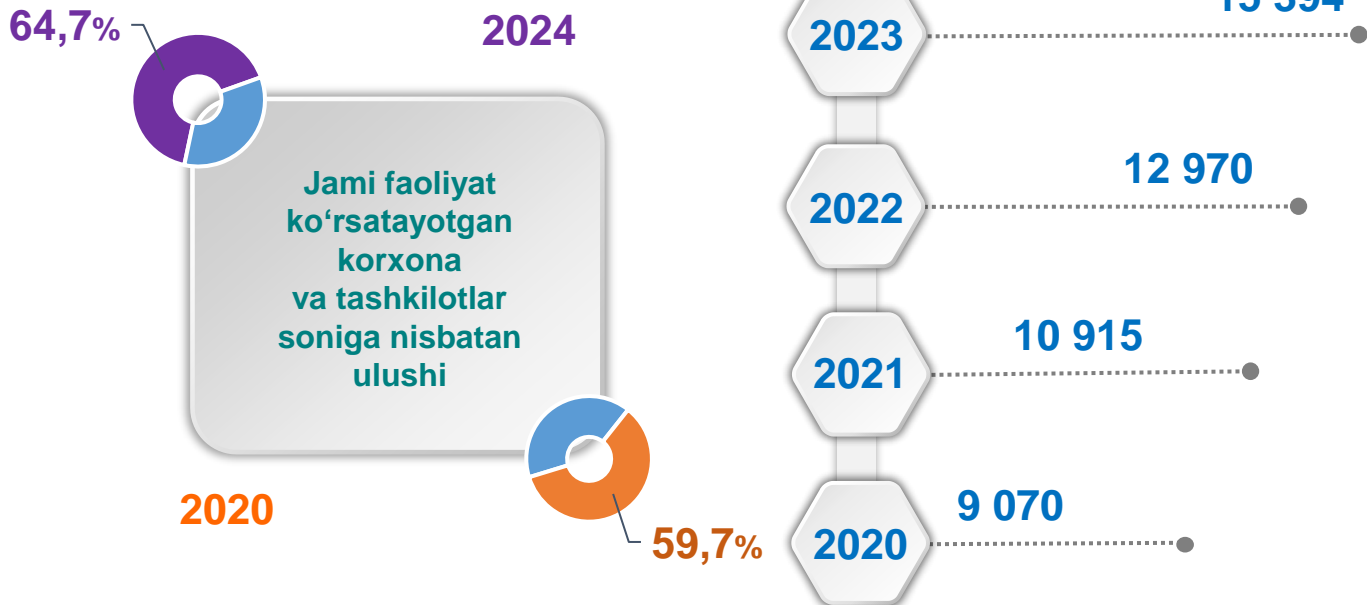 64,7%
2024
Jami faoliyat
ko‘rsatayotgan
korxona
va tashkilotlar
soniga nisbatan
ulushi
2020
59,7%
2023
2022
12 970
2021
10 915
2020
9 070